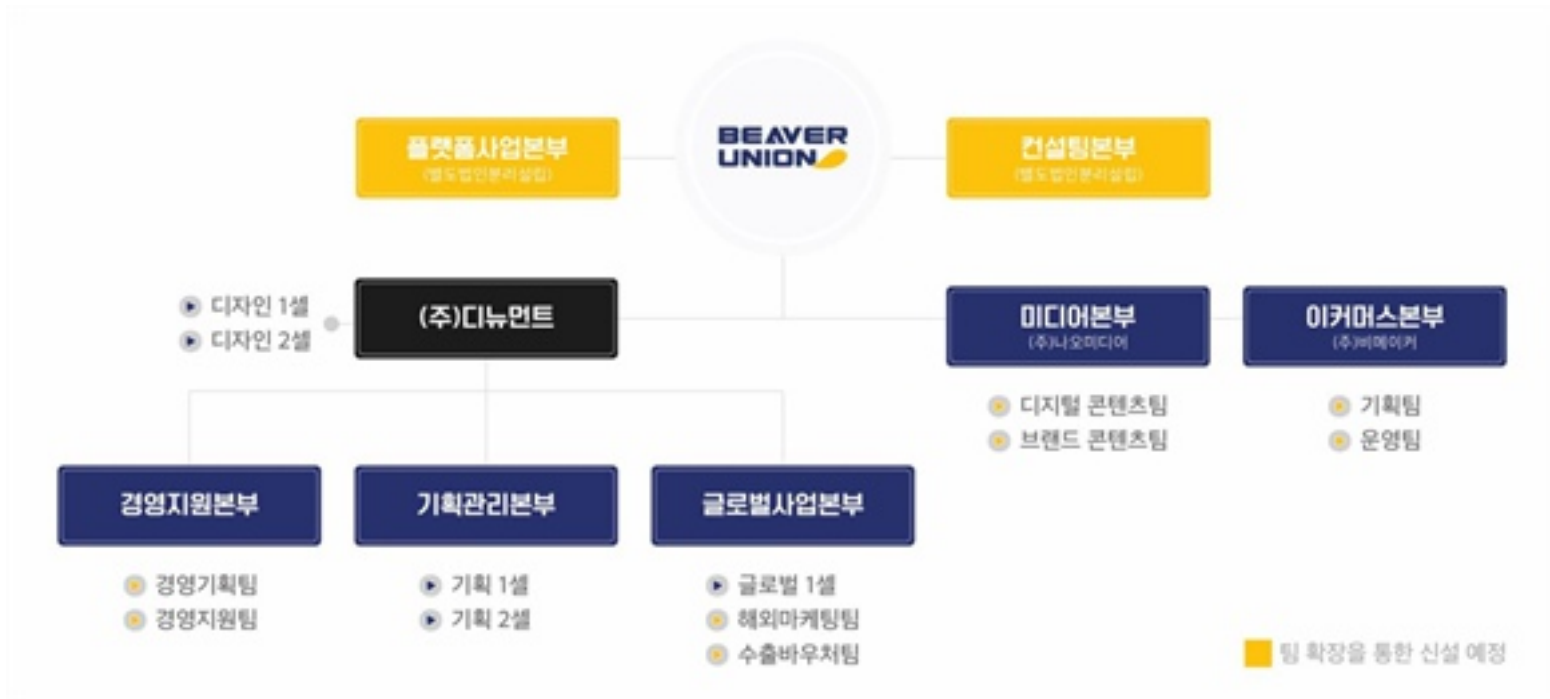 BEAVER
UNION
플랫폼사업본부
(별도법인분리설립)
컨설팅본부
(별도법인분리설립)
디자인 1셀
디자인 2셀
(주)디뉴먼트
미디어본부
(주)나오미디어
이커머스본부
(주)비메이커
디지털 콘텐츠팀
브랜드 콘텐츠팀
기획팀
운영팀
경영지원본부
기획관리본부
글로벌사업본부
경영기획팀
경영지원팀
기획 1셀
기획 2셀
글로벌 1셀
해외마케팅팀
수출바우처팀
팀 확장을 통한 신설 예정